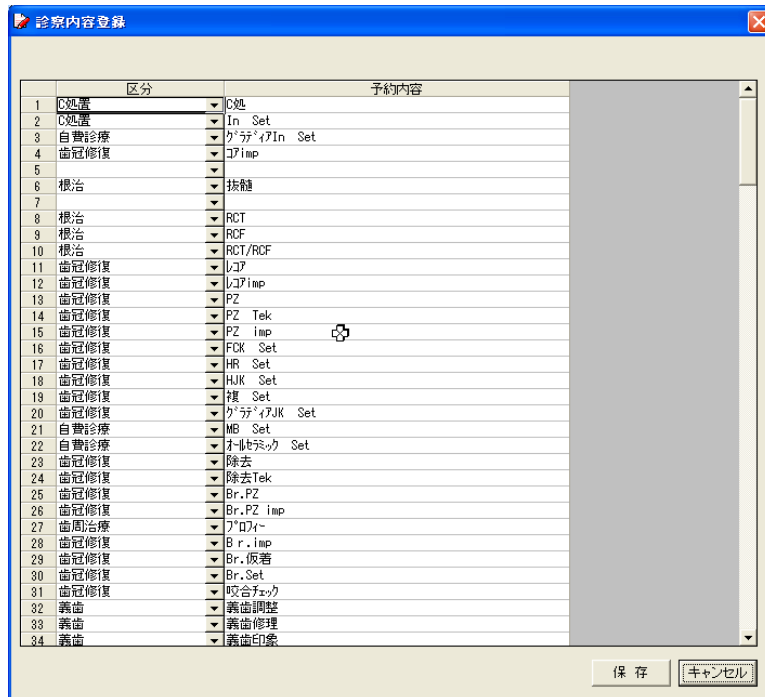 診察内容登録
区分 予約内容
1 C処置 C処
2 C処置 In Set
3 自費診療 ｸﾞﾗﾃﾞｨｱIn Set
4 歯冠修復 ｺｱimp
5
6 根治 抜髄
7
8 根治 RCT
9 根治 RCF
10 根治 RCT/RCF
11 歯冠修復 ﾚｺｱ
12 歯冠修復 ﾚｺｱimp
13 歯冠修復 PZ
14 歯冠修復 PZ Tek
15 歯冠修復 PZ imp
16 歯冠修復 FCK Set
17 歯冠修復 HR Set
18 歯冠修復 HJK Set
19 歯冠修復 複 Set
20 歯冠修復 ｸﾞﾗﾃﾞｨｱJK Set
21 自費診療 MB Set
22 自費診療 ｵｰﾙｾﾗﾐｯｸ Set
23 歯冠修復 除去
24 歯冠修復 除去Tek
25 歯冠修復 Br.PZ
26 歯冠修復 Br.PZ imp
27 歯周治療 ﾌﾟﾛﾌｨｰ
28 歯冠修復 Ｂｒ.imp
29 歯冠修復 Br.仮着
30 歯冠修復 Br.Set
31 歯冠修復 咬合ﾁｪｯｸ
32 義歯 義歯調整
33 義歯 義歯修理
34 義歯 義歯印象
保存 キャンセル